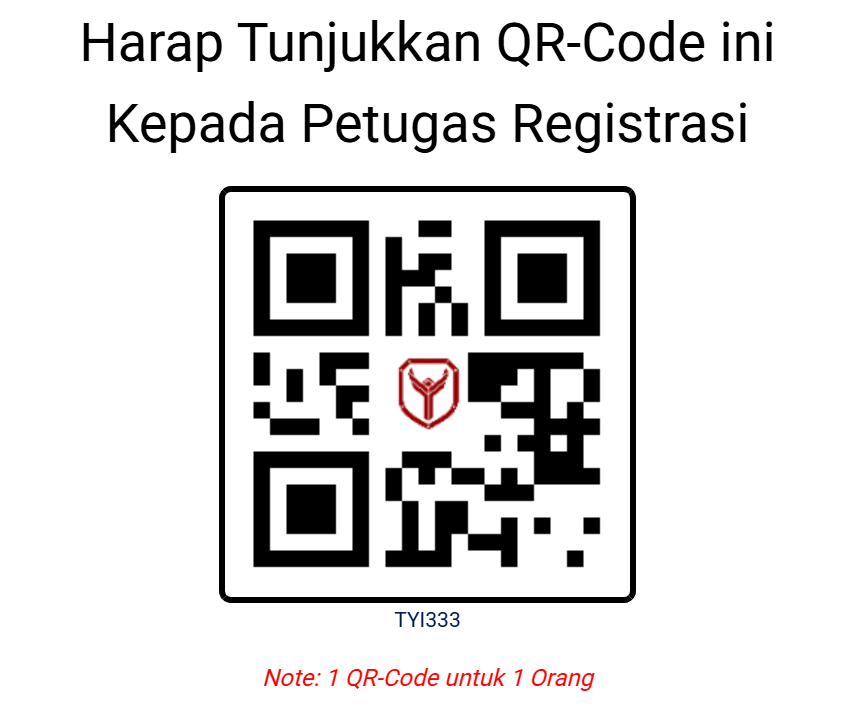 Harap Tunjukkan QR-Code ini
Kepada Petugas Registrasi
TYI333
Note: 1 QR-Code untuk 1 Orang